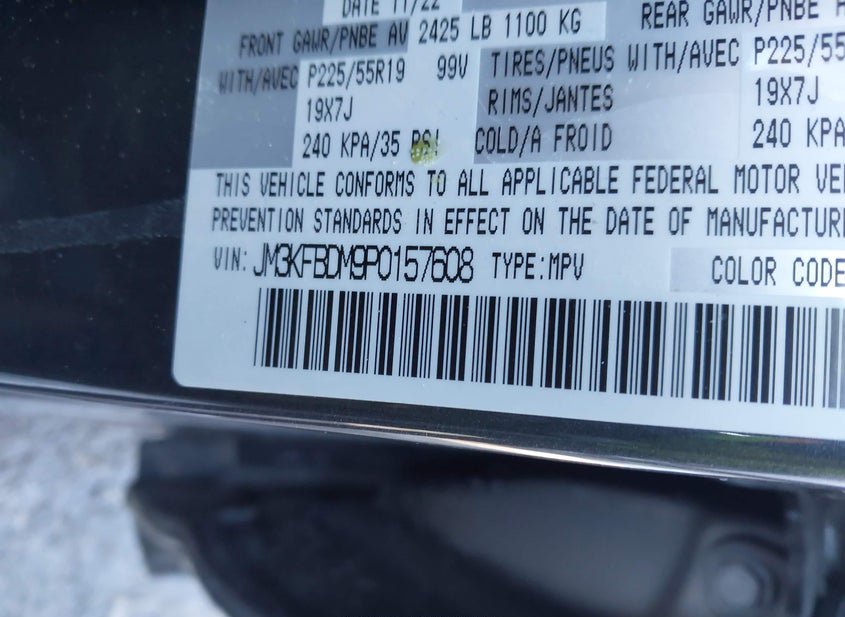 DATE 11/22
FRONT GAWR/PNBE AV 2425 LB 1100 KG REAR GAWR/PNBE
WITH/AVEC P225/55R19 99V TIRES/PNEUS WITH/AVEC P225/55
19X7J RIMS/JANTES 19X7J
240 KPA/35 PSI COLD/A FROID 240 KPA
THIS VEHICLE CONFORMS TO ALL APPLICABLE FEDERAL MOTOR VE
PREVENTION STANDARDS IN EFFECT ON THE DATE OF MANUFACTUR
VIN: JM3KFBDM9P0157608 TYPE:MPV COLOR CODE